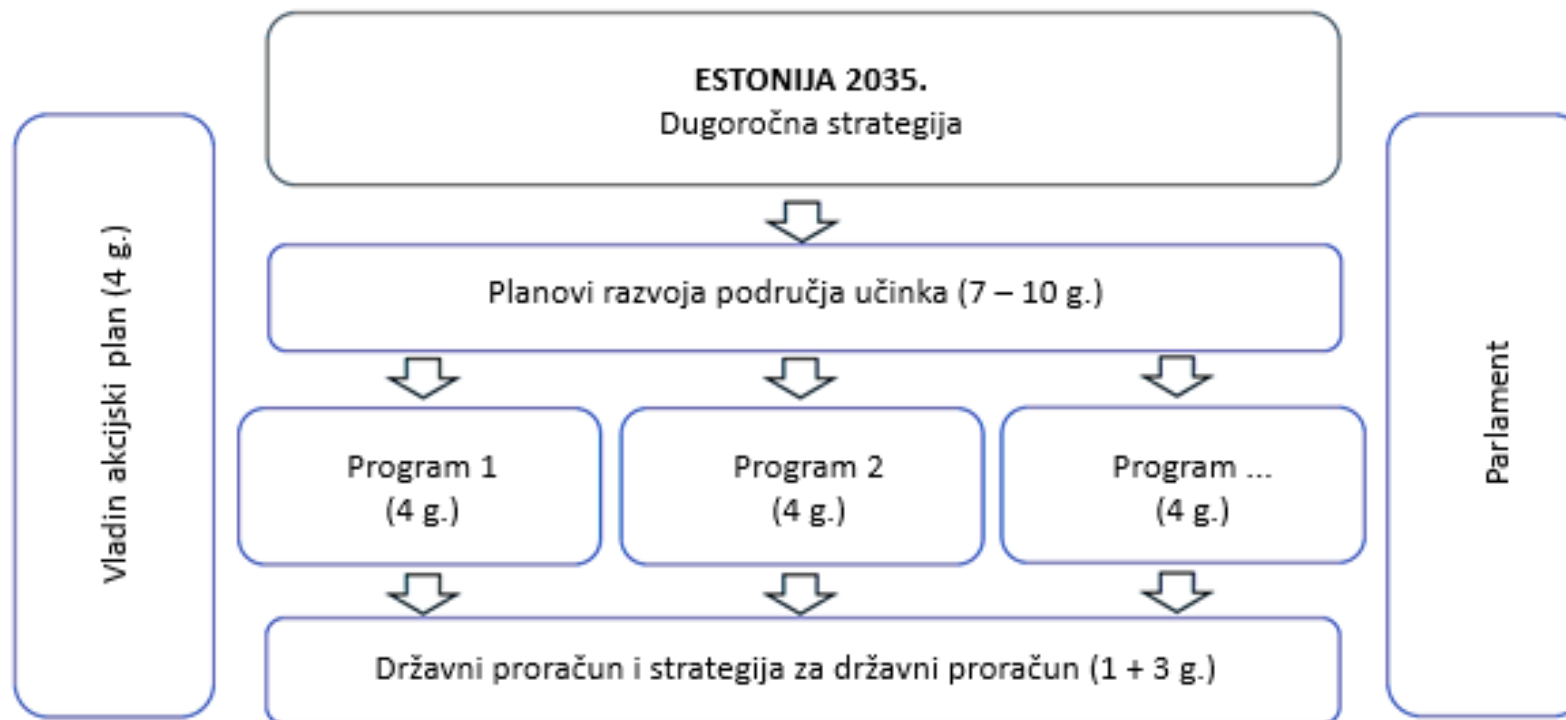 ESTONIJA 2035.
Dugoročna strategija
Vladin akcijski plan (4 g.)
Planovi razvoja područja učinka (7 – 10 g.)
Program 1
(4 g.)
Program 2
(4 g.)
Program ...
(4 g.)
Parlament
Državni proračun i strategija za državni proračun (1 + 3 g.)